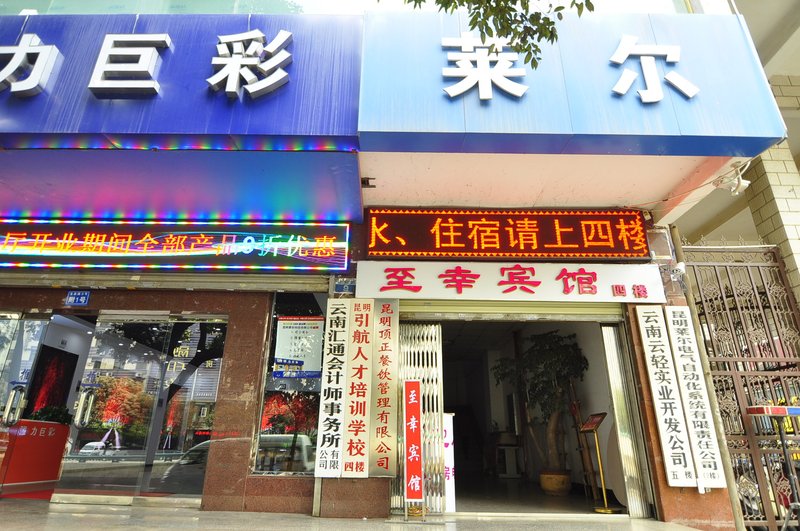 力巨彩
莱尔
厅开业期间全部产品9折优惠
水、住宿请上四楼
至幸宾馆 四楼
附1号
云南汇通会计师事务所有限公司
昆明引航人才培训学校 四楼
昆明顶正餐饮管理有限公司
至幸宾馆
云南云轻实业开发公司 五楼
昆明莱尔电气自动化系统有限责任公司
力巨彩